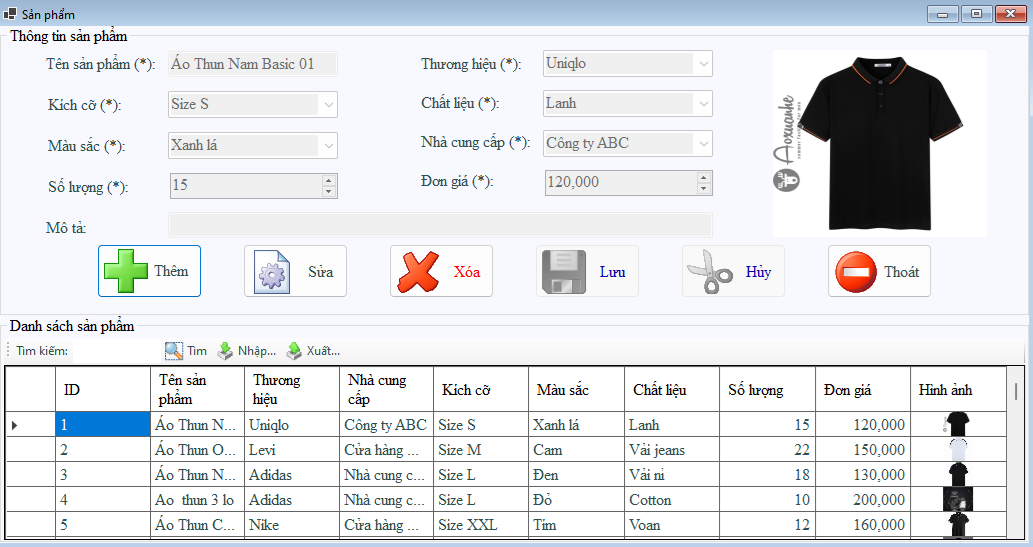 Sản phẩm
Thông tin sản phẩm
Tên sản phẩm (*): Áo Thun Nam Basic 01 Thương hiệu (*): Uniqlo
Kích cỡ (*): Size S Chất liệu (*): Lanh
Màu sắc (*): Xanh lá Nhà cung cấp (*): Công ty ABC
Số lượng (*): 15 Đơn giá (*): 120,000
Mô tả:
Aoxuanhe
Thêm Sửa Xóa Lưu Hủy Thoát
Danh sách sản phẩm
Tìm kiếm: Tìm Nhập... Xuất...
ID Tên sản phẩm Thương hiệu Nhà cung cấp Kích cỡ Màu sắc Chất liệu Số lượng Đơn giá Hình ảnh
1 Áo Thun N... Uniqlo Công ty ABC Size S Xanh lá Lanh 15 120,000
2 Áo Thun O... Levi Cửa hàng ... Size M Cam Vải jeans 22 150,000
3 Áo Thun N... Adidas Nhà cung c... Size L Đen Vải nỉ 18 130,000
4 Ao thun 3 lo Adidas Nhà cung c... Size L Đỏ Cotton 10 200,000
5 Áo Thun C... Nike Cửa hàng ... Size XXL Tím Voan 12 160,000